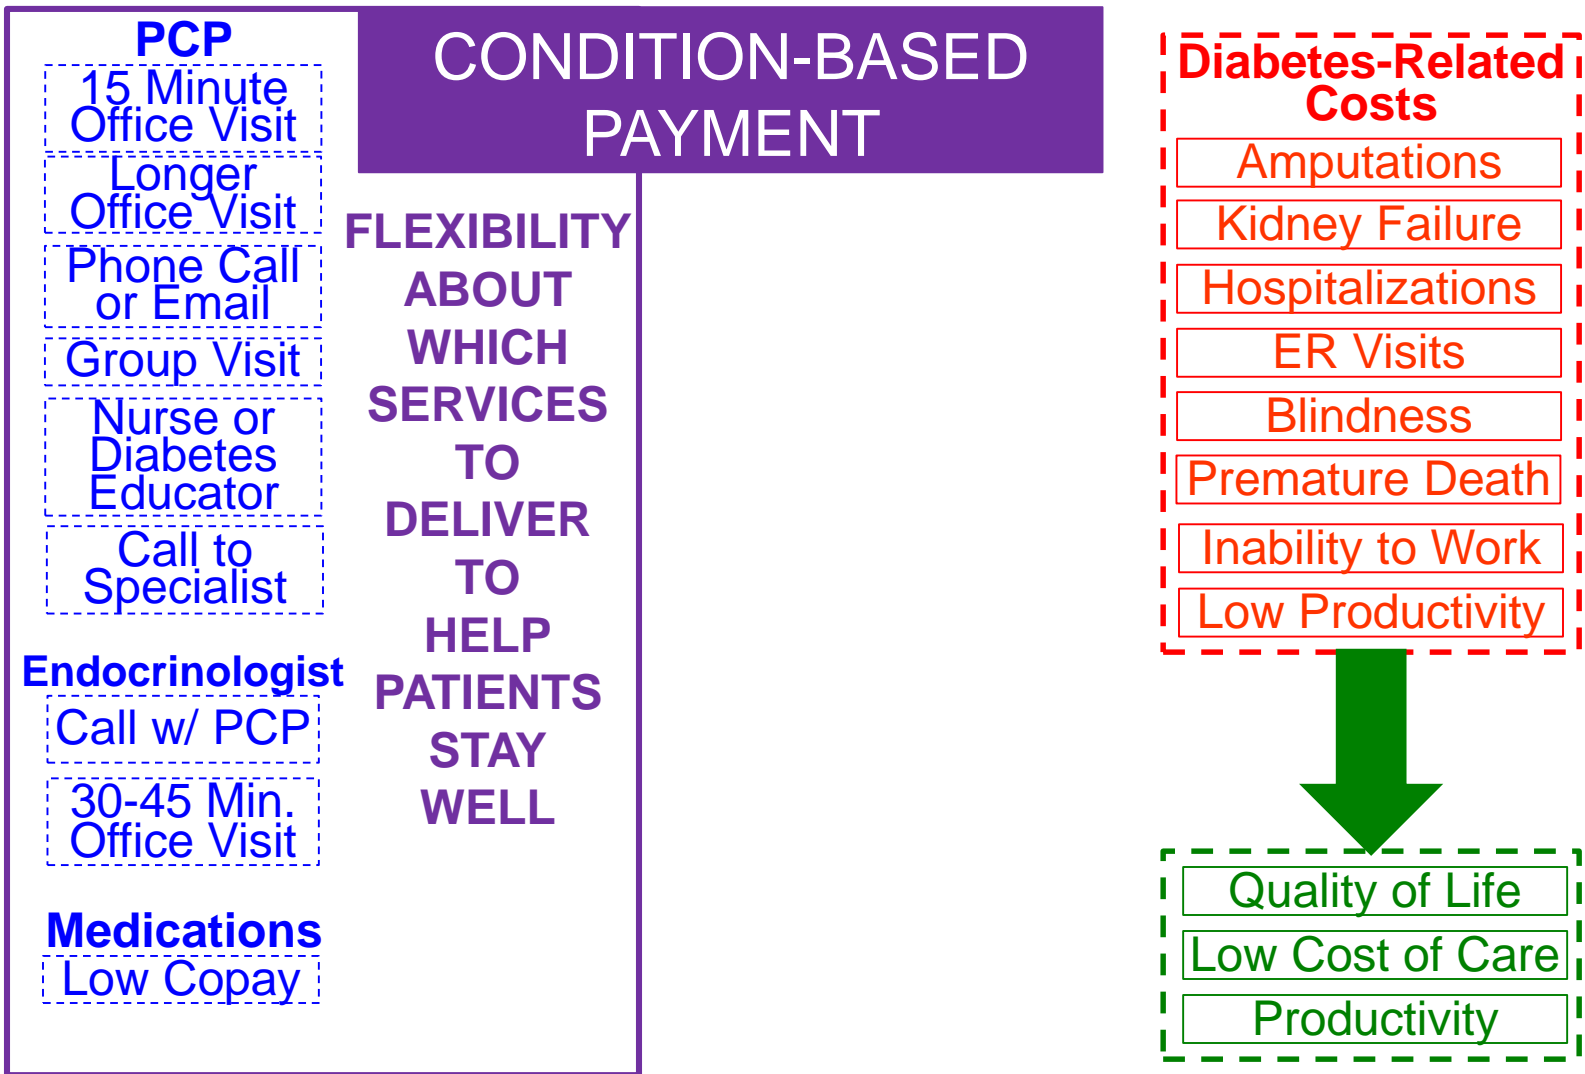 PCP
15 Minute
Office Visit
Longer
Office Visit
Phone Call
or Email
Group Visit
Nurse or
Diabetes
Educator
Call to
Specialist
Endocrinologist
Call w/ PCP
30-45 Min.
Office Visit
Medications
Low Copay
CONDITION-BASED
PAYMENT
FLEXIBILITY
ABOUT
WHICH
SERVICES
TO
DELIVER
TO
HELP
PATIENTS
STAY
WELL
Diabetes-Related
Costs
Amputations
Kidney Failure
Hospitalizations
ER Visits
Blindness
Premature Death
Inability to Work
Low Productivity
Quality of Life
Low Cost of Care
Productivity